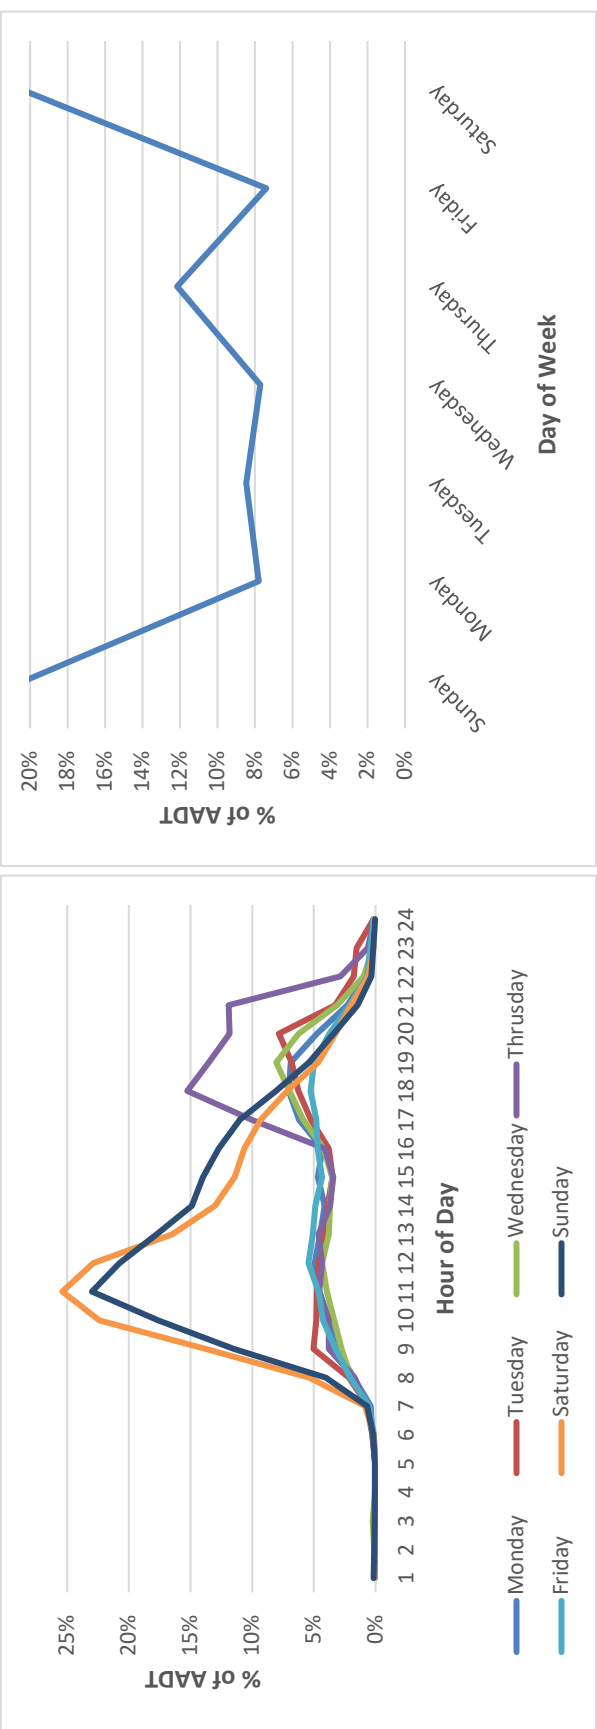 25%
20%
15%
10%
5%
0%
% of AADT
1 2 3 4 5 6 7 8 9 10 11 12 13 14 15 16 17 18 19 20 21 22 23 24
Hour of Day
Monday Tuesday Wednesday Thrusday
Friday Saturday Sunday
20%
18%
16%
14%
12%
10%
8%
6%
4%
2%
0%
% of AADT
Sunday Monday Tuesday Wednesday Thursday Friday Saturday
Day of Week